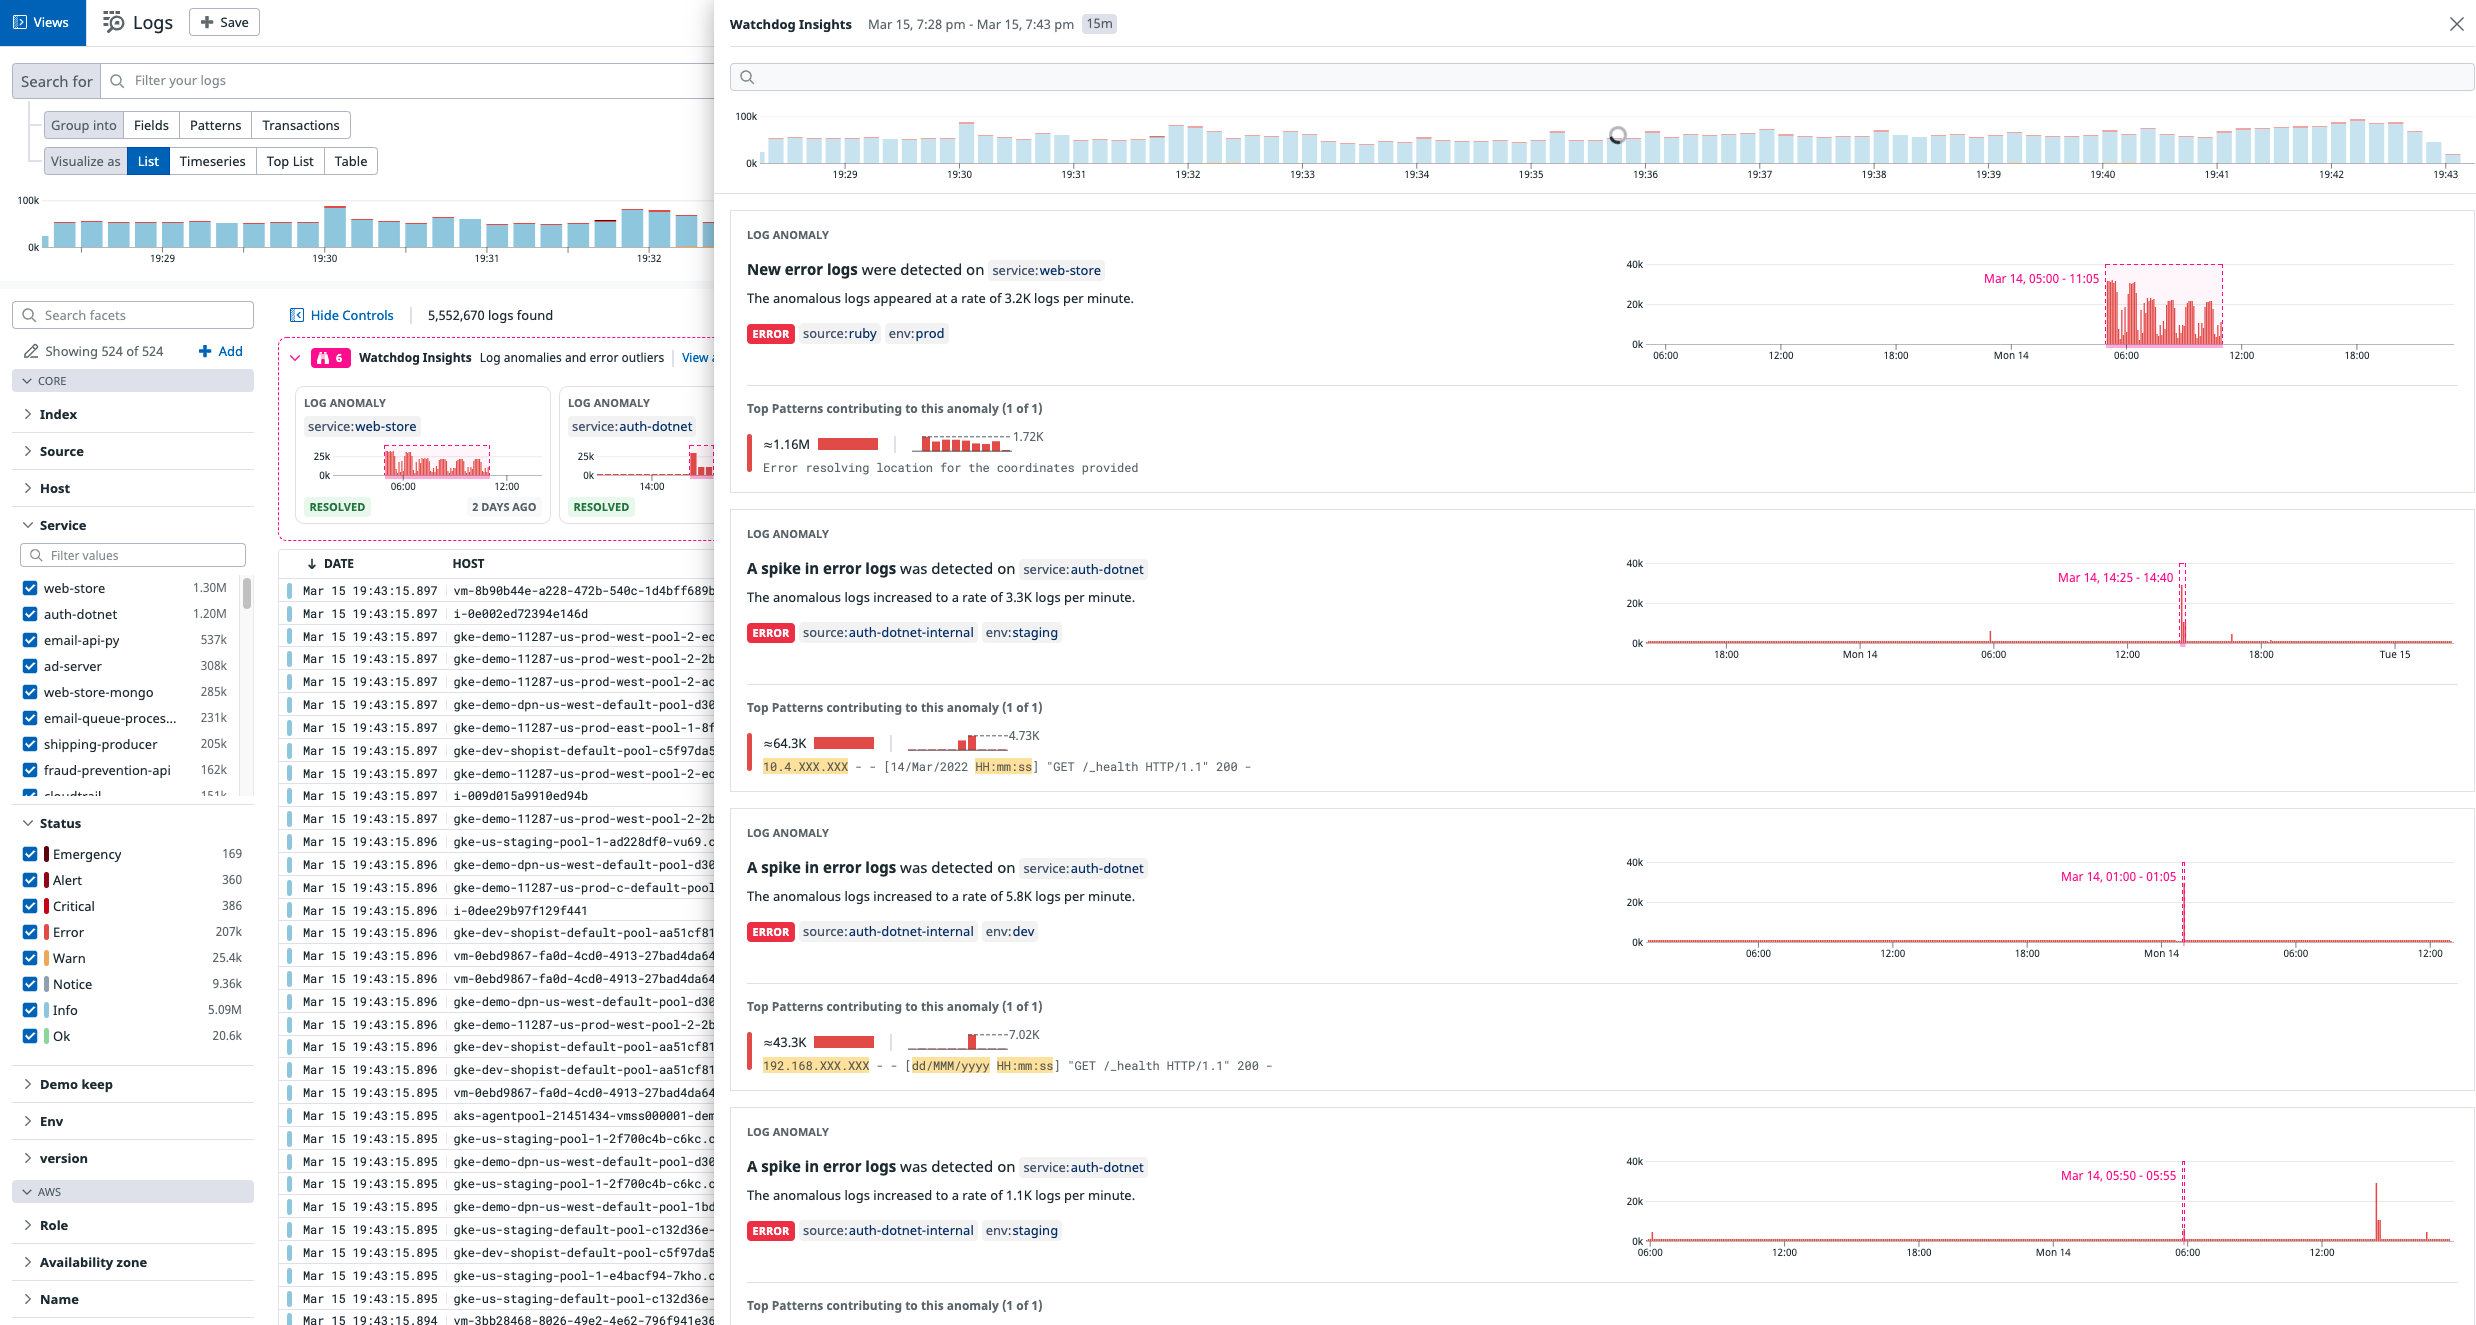 Views
Logs
Save
Search for
Filter your logs
Group into
Fields
Patterns
Transactions
Visualize as
List
Timeseries
Top List
Table
100k
0k
19:29
19:30
19:31
19:32
Search facets
Showing 524 of 524
Add
CORE
Index
Source
Host
Service
Filter values
web-store 1.30M
auth-dotnet 1.20M
email-api-py 537k
ad-server 308k
web-store-mongo 285k
email-queue-proces... 231k
shipping-producer 205k
fraud-prevention-api 162k
cloudtrail 151k
Status
Emergency 169
Alert 360
Critical 386
Error 207k
Warn 25.4k
Notice 9.36k
Info 5.09M
Ok 20.6k
Demo keep
Env
version
AWS
Role
Availability zone
Name
Hide Controls
5,552,670 logs found
6 Watchdog Insights Log anomalies and error outliers View a
LOG ANOMALY
service:web-store
25k
0k
06:00
12:00
RESOLVED
2 DAYS AGO
LOG ANOMALY
service:auth-dotnet
25k
0k
14:00
RESOLVED
DATE HOST
Mar 15 19:43:15.897 vm-8b90b44e-a228-472b-540c-1d4bff689b
Mar 15 19:43:15.897 i-0e002ed72394e146d
Mar 15 19:43:15.897 gke-demo-11287-us-prod-west-pool-2-ec
Mar 15 19:43:15.897 gke-demo-11287-us-prod-west-pool-2-2b
Mar 15 19:43:15.897 gke-demo-11287-us-prod-west-pool-2-ac
Mar 15 19:43:15.897 gke-demo-dpn-us-west-default-pool-d30
Mar 15 19:43:15.897 gke-demo-11287-us-prod-east-pool-1-8f
Mar 15 19:43:15.897 gke-dev-shopist-default-pool-c5f97da5
Mar 15 19:43:15.897 gke-demo-11287-us-prod-west-pool-2-ec
Mar 15 19:43:15.897 i-009d015a9910ed94b
Mar 15 19:43:15.897 gke-demo-11287-us-prod-west-pool-2-2b
Mar 15 19:43:15.896 gke-us-staging-pool-1-ad228df0-vu69.c
Mar 15 19:43:15.896 gke-demo-dpn-us-west-default-pool-d30
Mar 15 19:43:15.896 gke-demo-11287-us-prod-c-default-pool
Mar 15 19:43:15.896 i-0dee29b97f129f441
Mar 15 19:43:15.896 gke-dev-shopist-default-pool-aa51cf81
Mar 15 19:43:15.896 vm-0ebd9867-fa0d-4cd0-4913-27bad4da64
Mar 15 19:43:15.896 vm-0ebd9867-fa0d-4cd0-4913-27bad4da64
Mar 15 19:43:15.896 gke-demo-dpn-us-west-default-pool-d30
Mar 15 19:43:15.896 gke-demo-11287-us-prod-west-pool-2-2b
Mar 15 19:43:15.896 gke-dev-shopist-default-pool-aa51cf81
Mar 15 19:43:15.896 gke-dev-shopist-default-pool-aa51cf81
Mar 15 19:43:15.895 vm-0ebd9867-fa0d-4cd0-4913-27bad4da64
Mar 15 19:43:15.895 aks-agentpool-21451434-vmss000001-dem
Mar 15 19:43:15.895 gke-us-staging-pool-1-2f700c4b-c6kc.c
Mar 15 19:43:15.895 gke-demo-dpn-us-west-default-pool-d30
Mar 15 19:43:15.895 gke-us-staging-pool-1-2f700c4b-c6kc.c
Mar 15 19:43:15.895 gke-demo-dpn-us-west-default-pool-1bd
Mar 15 19:43:15.895 gke-us-staging-default-pool-c132d36e-
Mar 15 19:43:15.895 gke-dev-shopist-default-pool-c5f97da5
Mar 15 19:43:15.895 gke-us-staging-pool-1-e4bacf94-7kho.c
Mar 15 19:43:15.895 gke-us-staging-default-pool-c132d36e-
Mar 15 19:43:15.894 vm-3bb28468-8026-49e2-4e62-796f941e36
Watchdog Insights Mar 15, 7:28 pm - Mar 15, 7:43 pm 15m
100k
0k
19:29 19:30 19:31 19:32 19:33 19:34 19:35 19:36 19:37 19:38 19:39 19:40 19:41 19:42 19:43
LOG ANOMALY
New error logs were detected on service:web-store
The anomalous logs appeared at a rate of 3.2K logs per minute.
ERROR source:ruby env:prod
40k
20k
0k
Mar 14, 05:00 - 11:05
06:00 12:00 18:00 Mon 14 06:00 12:00 18:00
Top Patterns contributing to this anomaly (1 of 1)
≈1.16M 1.72K
Error resolving location for the coordinates provided
LOG ANOMALY
A spike in error logs was detected on service:auth-dotnet
The anomalous logs increased to a rate of 3.3K logs per minute.
ERROR source:auth-dotnet-internal env:staging
40k
20k
0k
Mar 14, 14:25 - 14:40
18:00 Mon 14 06:00 12:00 18:00 Tue 15
Top Patterns contributing to this anomaly (1 of 1)
≈64.3K 4.73K
10.4.XXX.XXX - - [14/Mar/2022 HH:mm:ss] "GET /_health HTTP/1.1" 200 -
LOG ANOMALY
A spike in error logs was detected on service:auth-dotnet
The anomalous logs increased to a rate of 5.8K logs per minute.
ERROR source:auth-dotnet-internal env:dev
40k
20k
0k
Mar 14, 01:00 - 01:05
06:00 12:00 18:00 Mon 14 06:00 12:00
Top Patterns contributing to this anomaly (1 of 1)
≈43.3K 7.02K
192.168.XXX.XXX - - [dd/MMM/yyyy HH:mm:ss] "GET /_health HTTP/1.1" 200 -
LOG ANOMALY
A spike in error logs was detected on service:auth-dotnet
The anomalous logs increased to a rate of 1.1K logs per minute.
ERROR source:auth-dotnet-internal env:staging
40k
20k
0k
Mar 14, 05:50 - 05:55
06:00 12:00 18:00 Mon 14 06:00 12:00
Top Patterns contributing to this anomaly (1 of 1)